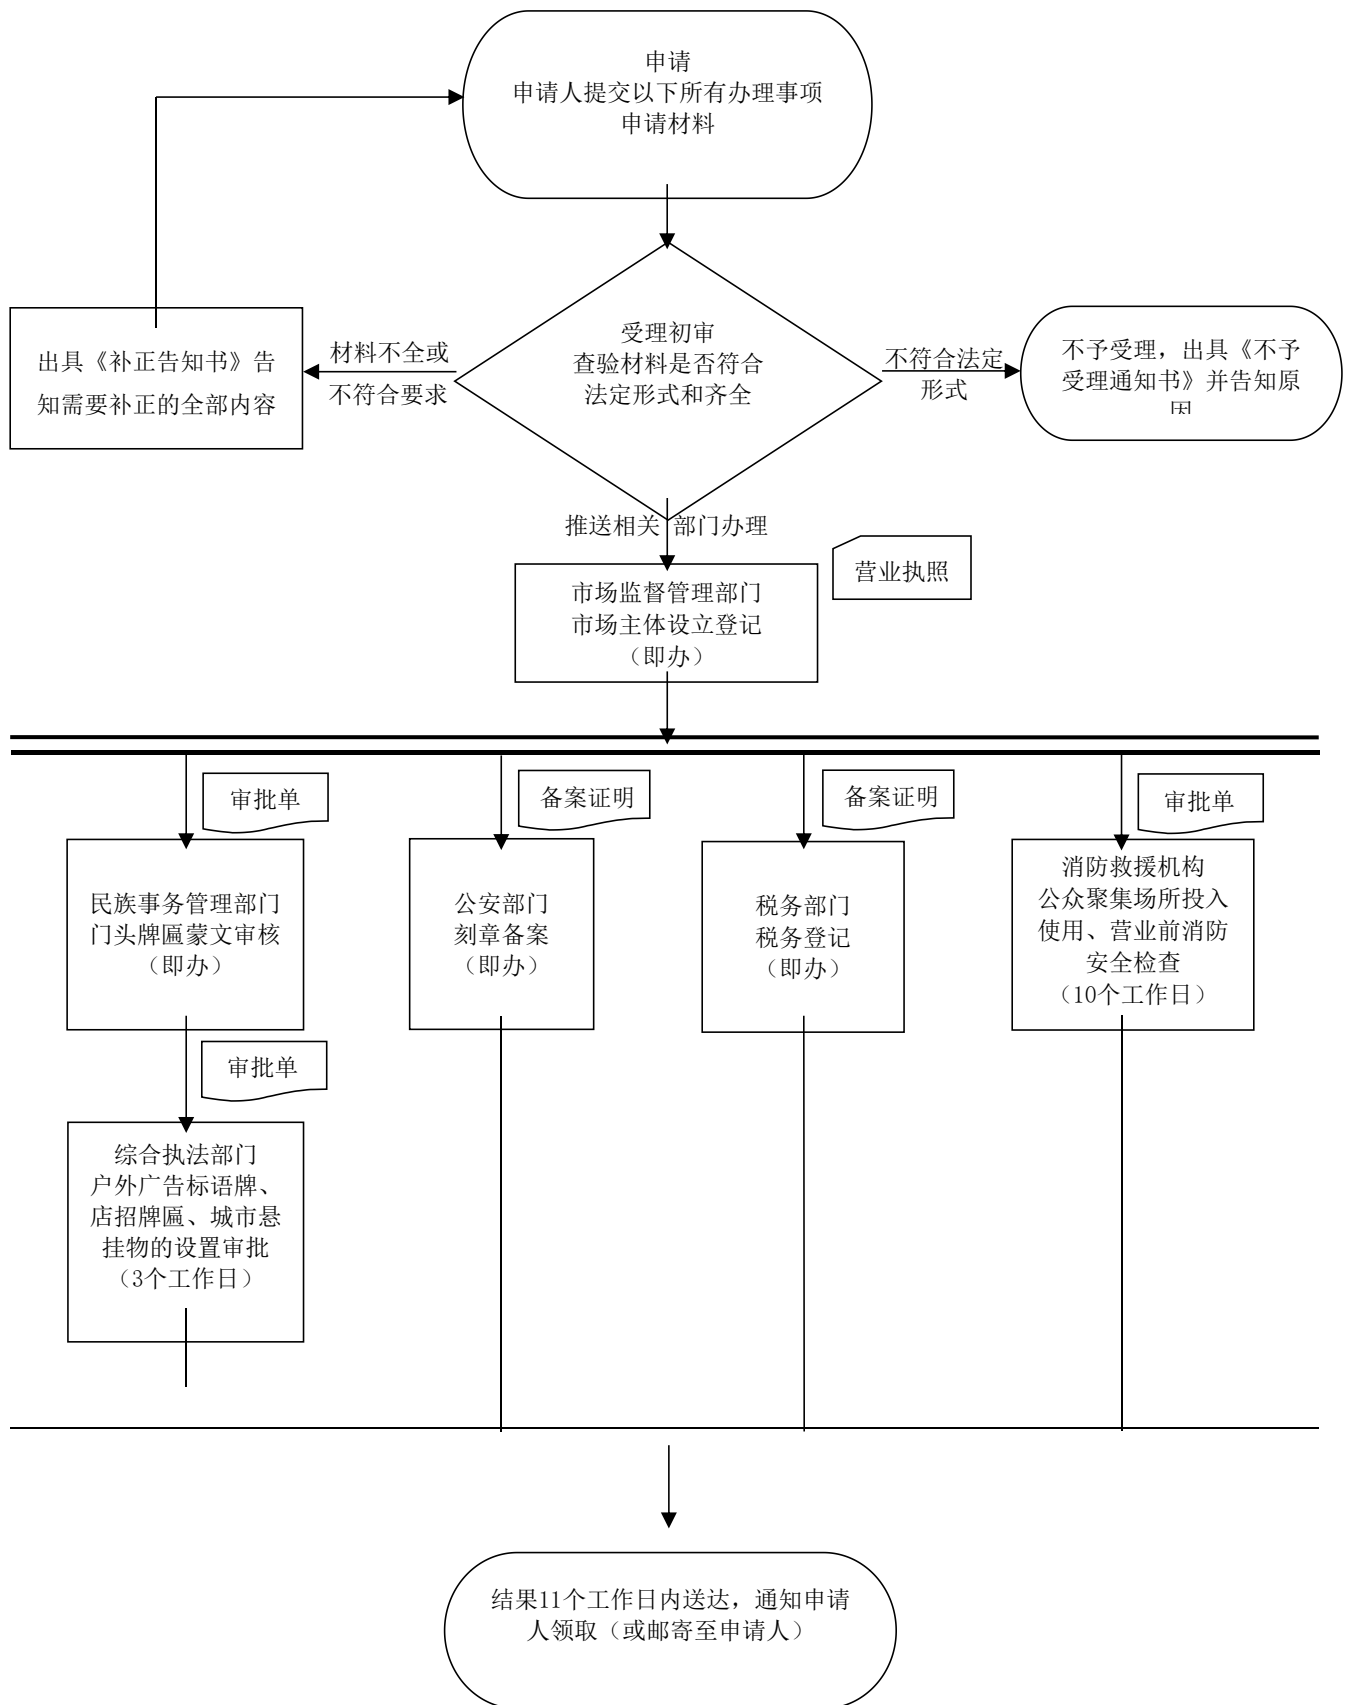 申请
申请人提交以下所有办理事项
申请材料
受理初审
查验材料是否符合
法定形式和齐全
材料不全或
不符合要求
出具《补正告知书》告
知需要补正的全部内容
不符合法定
形式
不予受理，出具《不予
受理通知书》并告知原
因
推送相关 部门办理
营业执照
市场监督管理部门
市场主体设立登记
（即办）
审批单
备案证明
备案证明
审批单
民族事务管理部门
门头牌匾蒙文审核
（即办）
公安部门
刻章备案
（即办）
税务部门
税务登记
（即办）
消防救援机构
公众聚集场所投入
使用、营业前消防
安全检查
（10个工作日）
审批单
综合执法部门
户外广告标语牌、
店招牌匾、城市悬
挂物的设置审批
（3个工作日）
结果11个工作日内送达，通知申请
人领取（或邮寄至申请人）